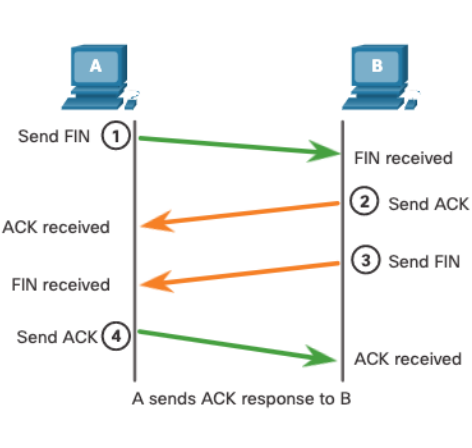 A
B
Send FIN 1
FIN received
2 Send ACK
ACK received
3 Send FIN
FIN received
Send ACK 4
ACK received
A sends ACK response to B